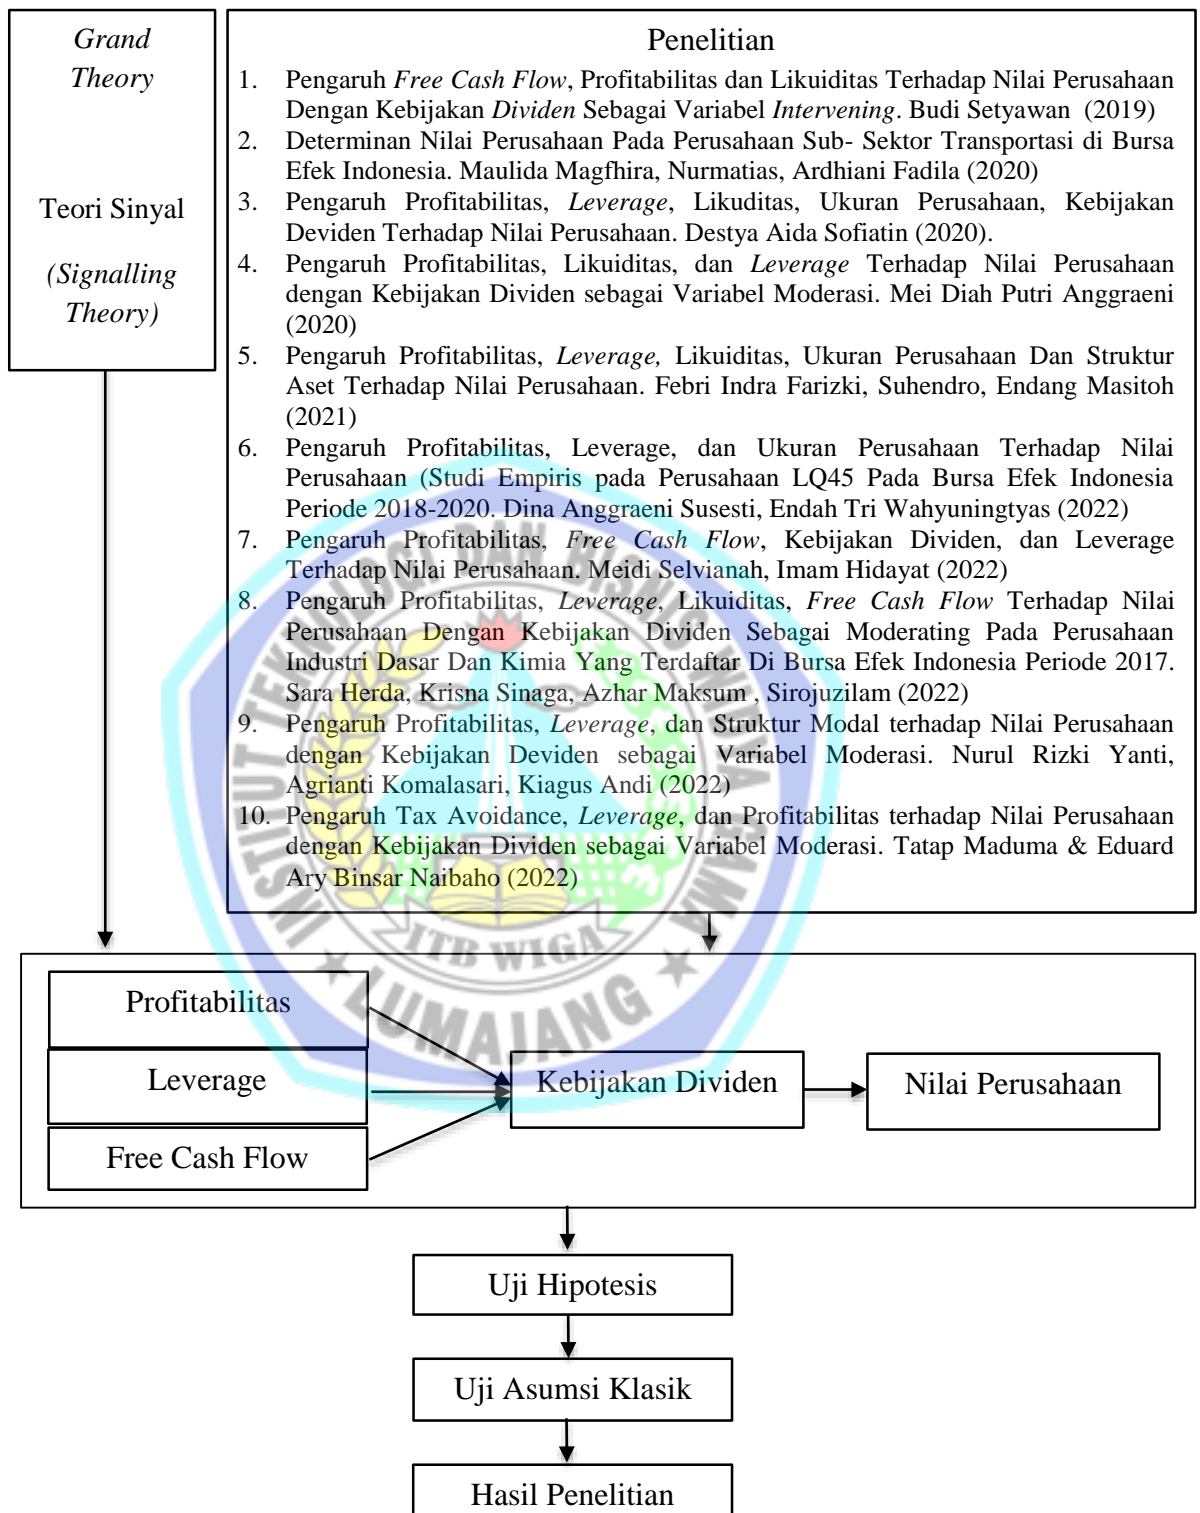 Grand
Theory
Teori Sinyal
(Signalling
Theory)
Penelitian
1. Pengaruh Free Cash Flow, Profitabilitas dan Likuiditas Terhadap Nilai Perusahaan
Dengan Kebijakan Dividen Sebagai Variabel Intervening. Budi Setyawan (2019)
2. Determinan Nilai Perusahaan Pada Perusahaan Sub- Sektor Transportasi di Bursa
Efek Indonesia. Maulida Magfhira, Nurmatias, Ardhiani Fadila (2020)
3. Pengaruh Profitabilitas, Leverage, Likuditas, Ukuran Perusahaan, Kebijakan
Deviden Terhadap Nilai Perusahaan. Destya Aida Sofiatin (2020).
4. Pengaruh Profitabilitas, Likuiditas, dan Leverage Terhadap Nilai Perusahaan
dengan Kebijakan Dividen sebagai Variabel Moderasi. Mei Diah Putri Anggraeni
(2020)
5. Pengaruh Profitabilitas, Leverage, Likuiditas, Ukuran Perusahaan Dan Struktur
Aset Terhadap Nilai Perusahaan. Febri Indra Farizki, Suhendro, Endang Masitoh
(2021)
6. Pengaruh Profitabilitas, Leverage, dan Ukuran Perusahaan Terhadap Nilai
Perusahaan (Studi Empiris pada Perusahaan LQ45 Pada Bursa Efek Indonesia
Periode 2018-2020. Dina Anggraeni Susesti, Endah Tri Wahyuningtyas (2022)
7. Pengaruh Profitabilitas, Free Cash Flow, Kebijakan Dividen, dan Leverage
Terhadap Nilai Perusahaan. Meidi Selvianah, Imam Hidayat (2022)
8. Pengaruh Profitabilitas, Leverage, Likuiditas, Free Cash Flow Terhadap Nilai
Perusahaan Dengan Kebijakan Dividen Sebagai Moderating Pada Perusahaan
Industri Dasar Dan Kimia Yang Terdaftar Di Bursa Efek Indonesia Periode 2017.
Sara Herda, Krisna Sinaga, Azhar Maksum , Sirojuzilam (2022)
9. Pengaruh Profitabilitas, Leverage, dan Struktur Modal terhadap Nilai Perusahaan
dengan Kebijakan Deviden sebagai Variabel Moderasi. Nurul Rizki Yanti,
Agrianti Komalasari, Kiagus Andi (2022)
10. Pengaruh Tax Avoidance, Leverage, dan Profitabilitas terhadap Nilai Perusahaan
dengan Kebijakan Dividen sebagai Variabel Moderasi. Tatap Maduma & Eduard
Ary Binsar Naibaho (2022)
INSTITUT TEKNOLOGI DAN BISNIS WIDYA GAMA
ITB WIGA
LUMAJANG
Profitabilitas
Leverage
Free Cash Flow
Kebijakan Dividen
Nilai Perusahaan
Uji Hipotesis
Uji Asumsi Klasik
Hasil Penelitian